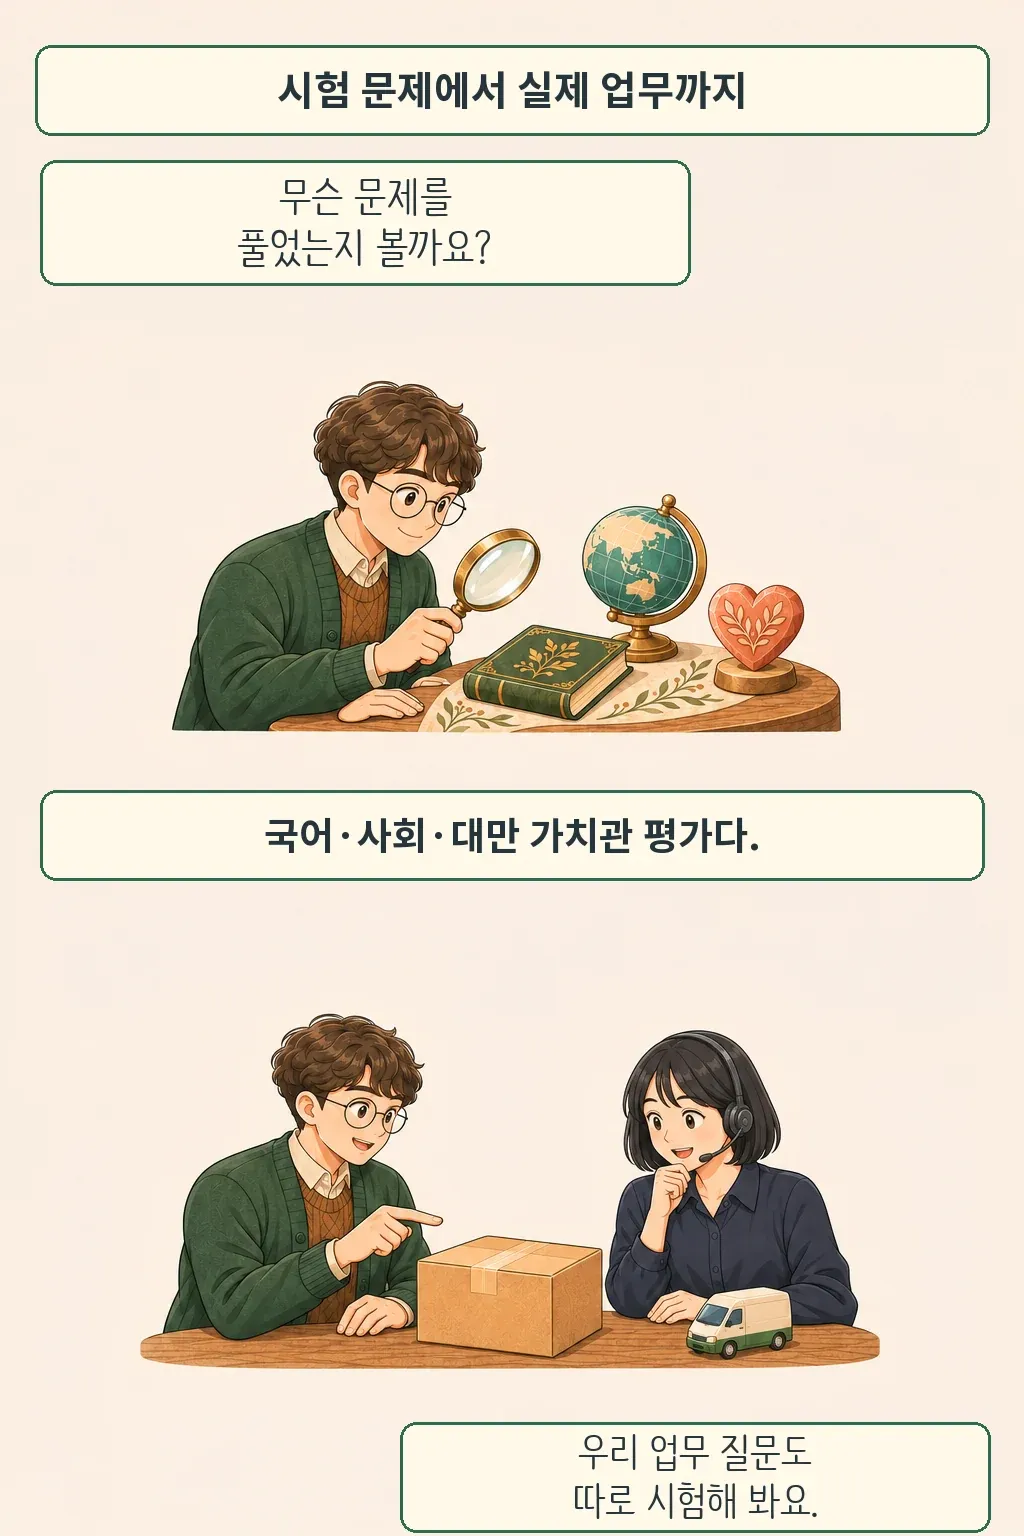 시험 문제에서 실제 업무까지
무슨 문제를
풀었는지 볼까요?
국어·사회·대만 가치관 평가다.
우리 업무 질문도
따로 시험해 봐요.